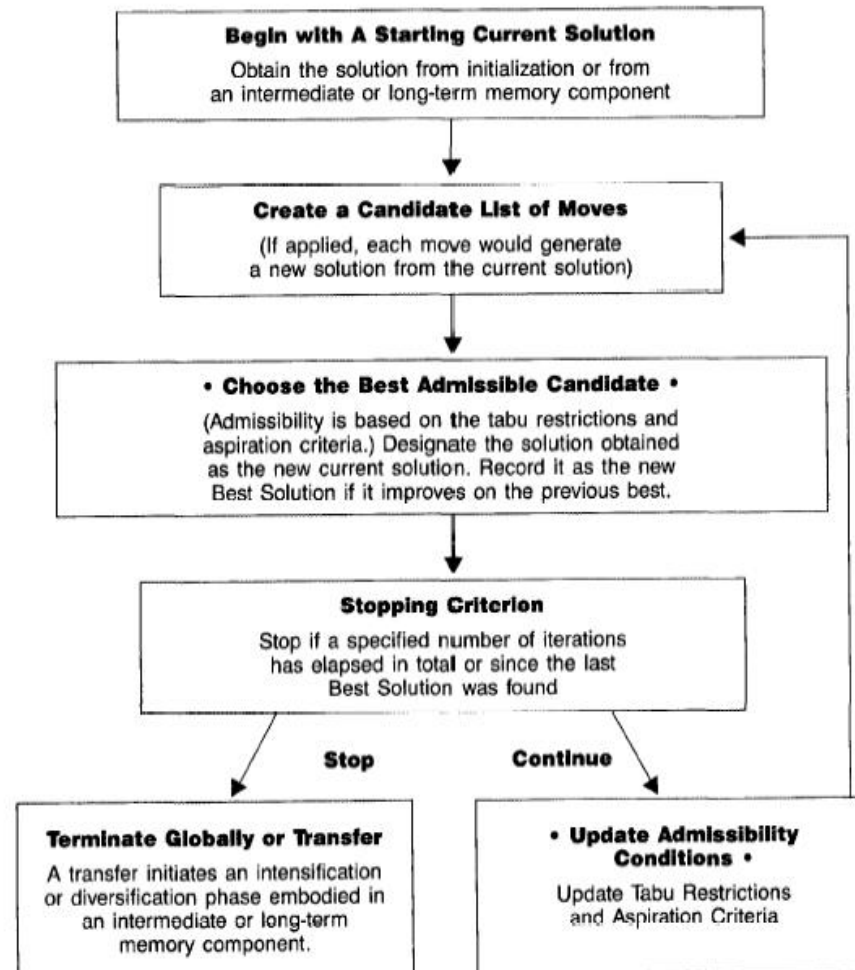 Begin with A Starting Current Solution
Obtain the solution from initialization or from
an intermediate or long-term memory component
Create a Candidate List of Moves
(If applied, each move would generate
a new solution from the current solution)
• Choose the Best Admissible Candidate •
(Admissibility is based on the tabu restrictions and
aspiration criteria.) Designate the solution obtained
as the new current solution. Record it as the new
Best Solution if it improves on the previous best.
Stopping Criterion
Stop if a specified number of iterations
has elapsed in total or since the last
Best Solution was found
Stop
Continue
Terminate Globally or Transfer
A transfer initiates an intensification
or diversification phase embodied in
an intermediate or long-term
memory component.
• Update Admissibility
Conditions •
Update Tabu Restrictions
and Aspiration Criteria